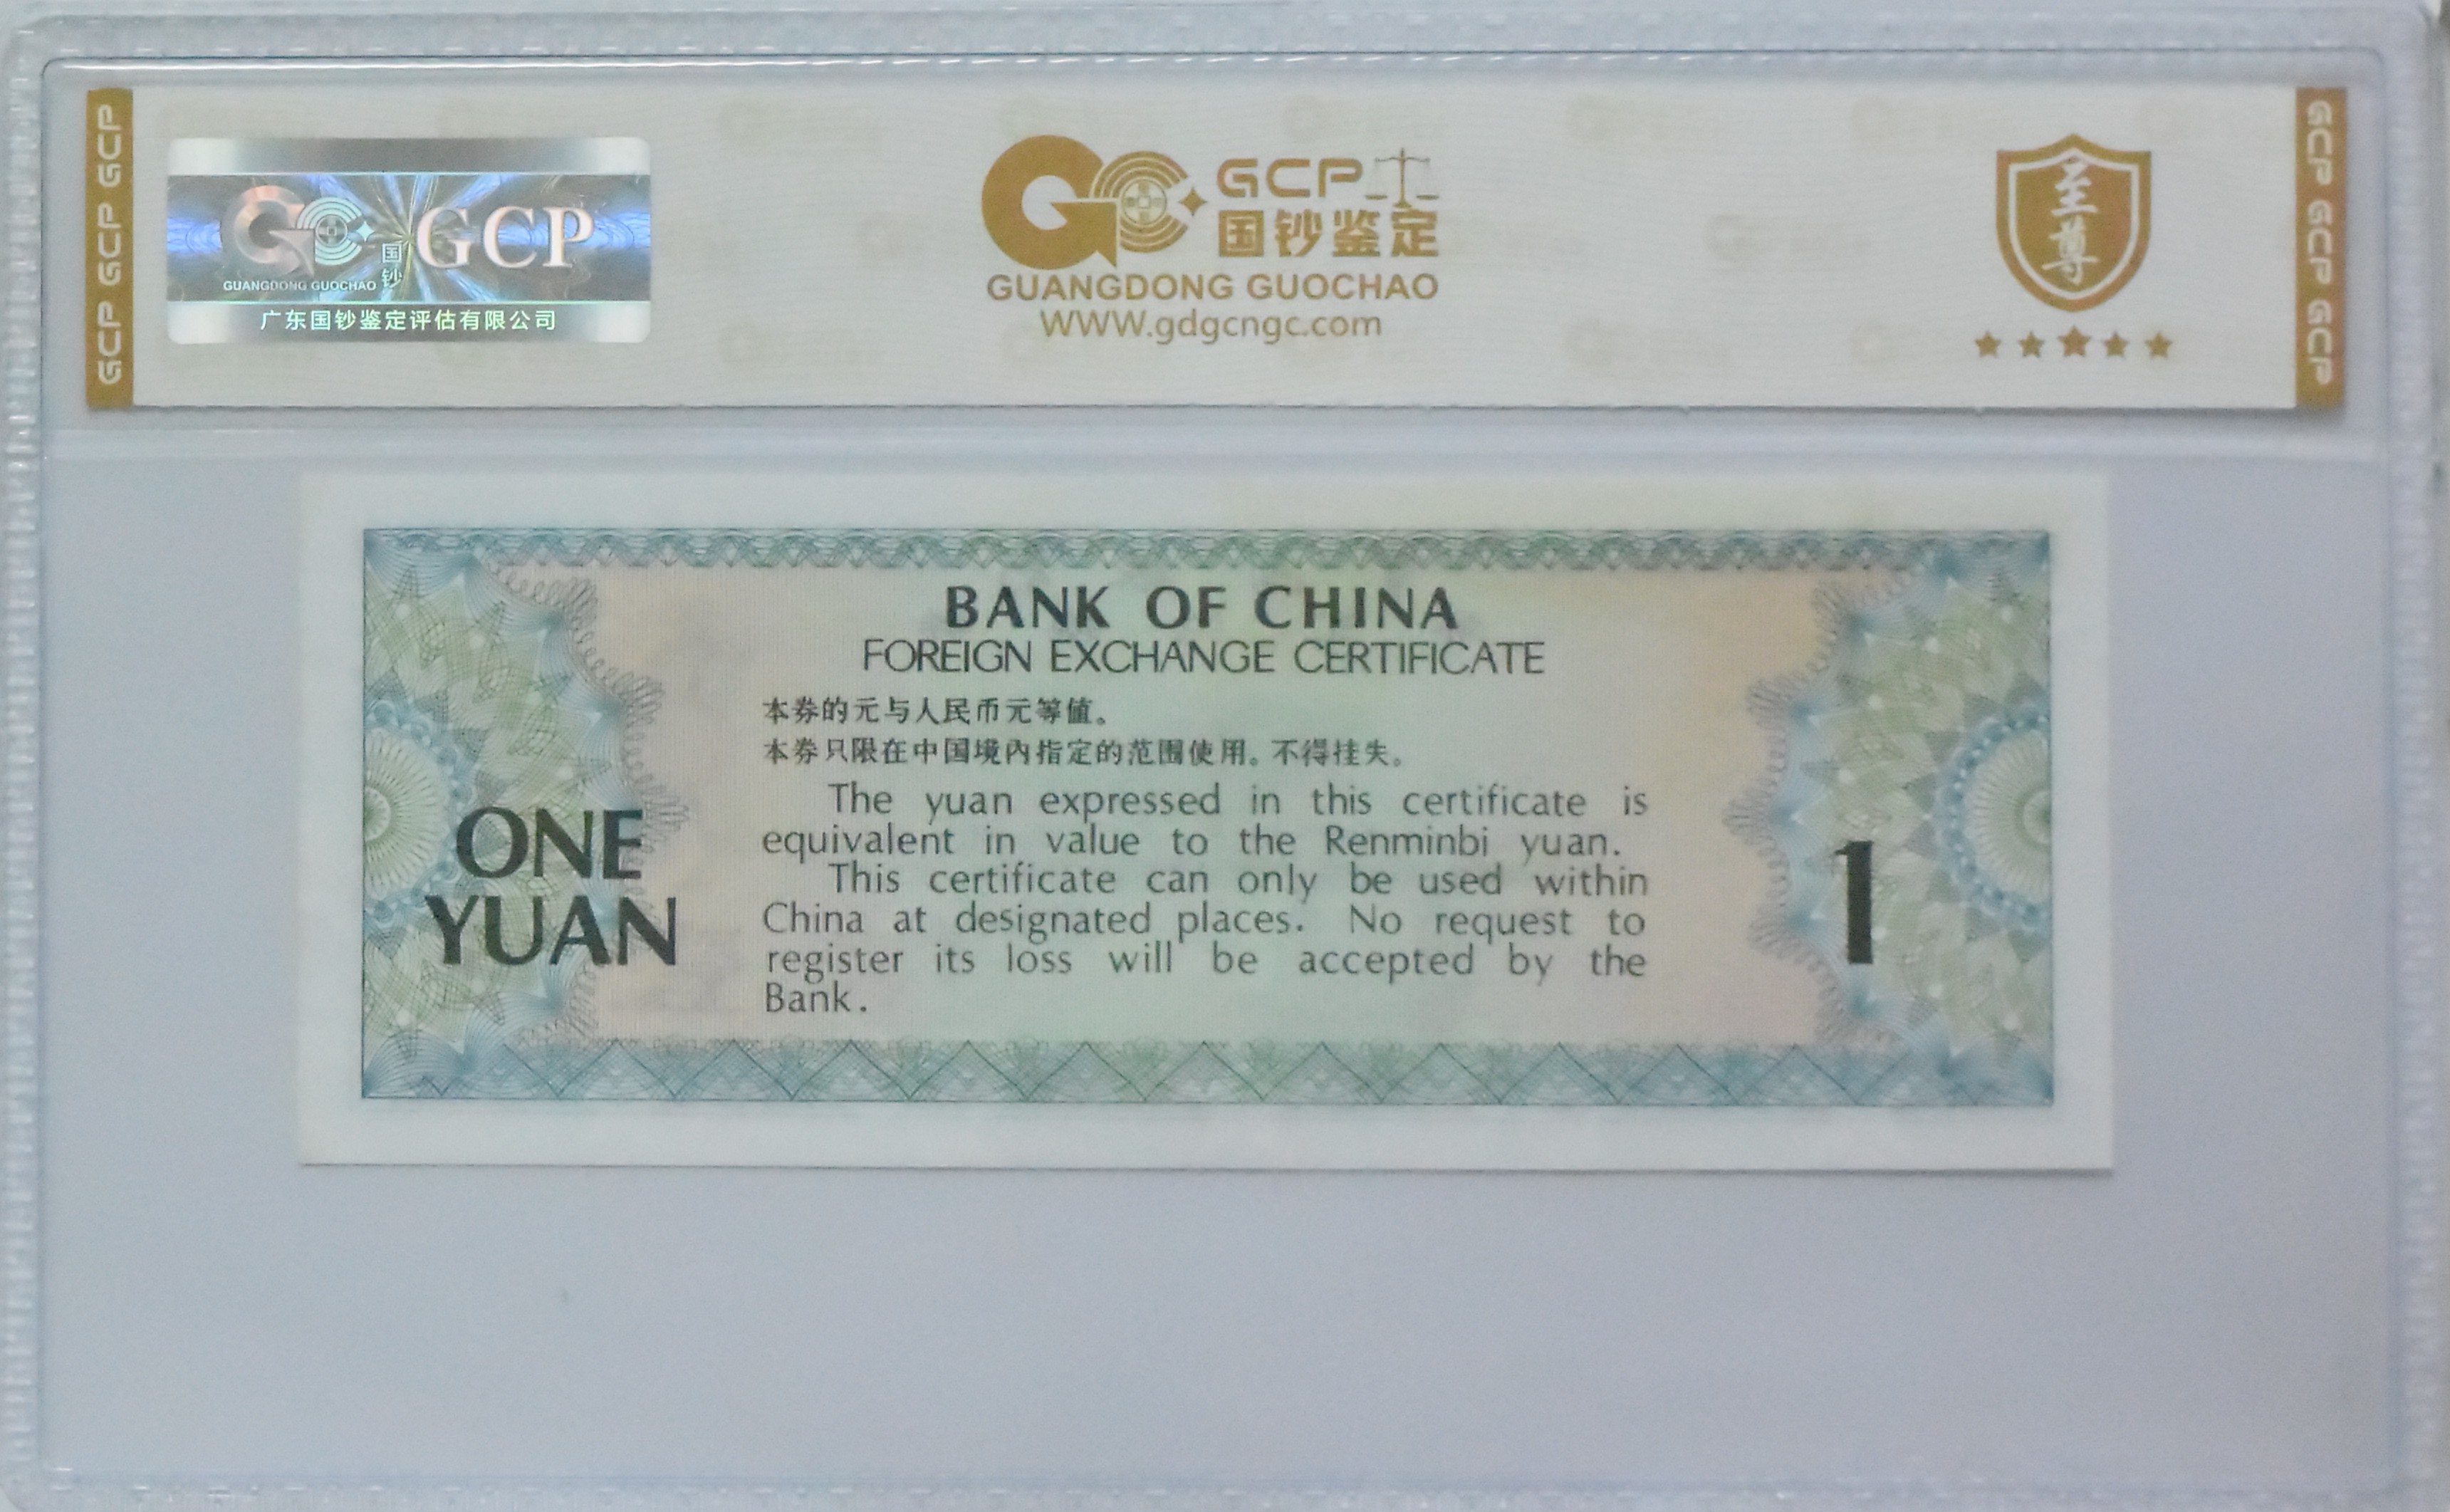 GCP GCP GCP
GCP
国钞
GUANGDONG GUOCHAO
广东国钞鉴定评估有限公司
GCP
国钞鉴定
GUANGDONG GUOCHAO
WWW.gdgcngc.com
至尊
GCP GCP GCP
BANK OF CHINA
FOREIGN EXCHANGE CERTIFICATE
本券的元与人民币元等值。
本券只限在中国境内指定的范围使用。不得挂失。
The yuan expressed in this certificate is
equivalent in value to the Renminbi yuan.
This certificate can only be used within
China at designated places. No request to
register its loss will be accepted by the
Bank.
ONE
YUAN
1